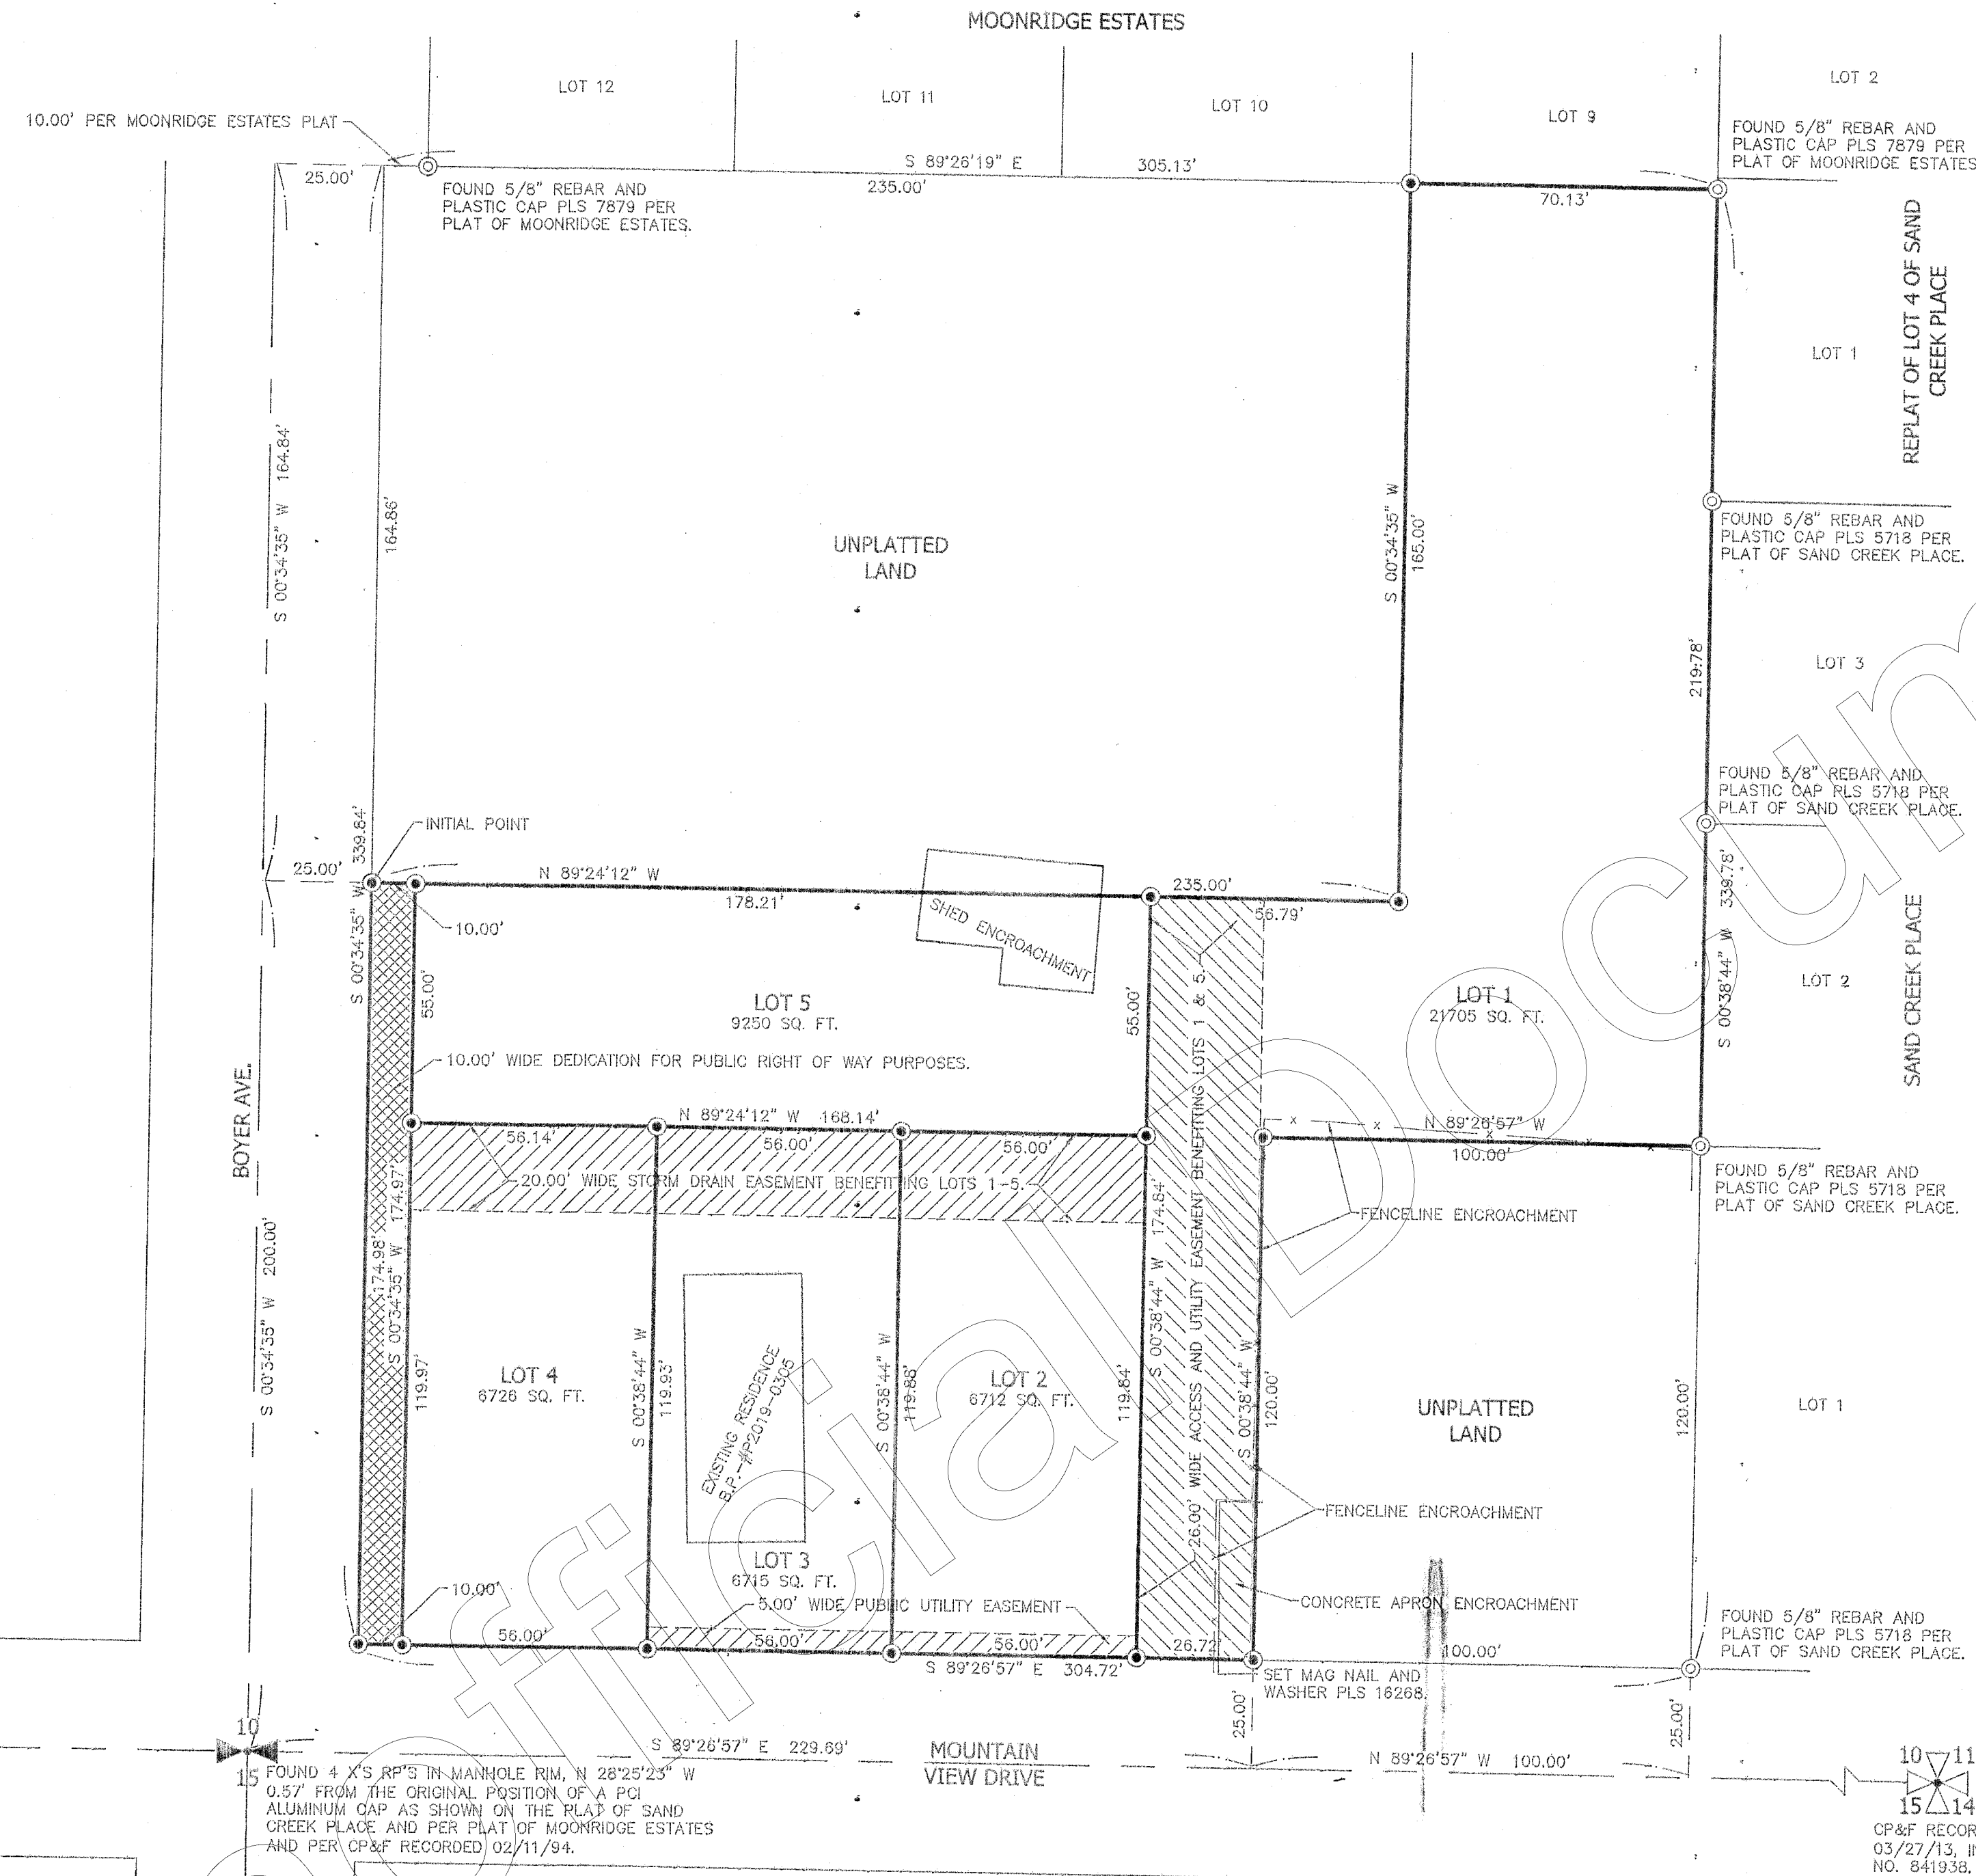 MOONRIDGE ESTATES
LOT 12
LOT 11
LOT 10
LOT 9
LOT 2
10.00' PER MOONRIDGE ESTATES PLAT
25.00'
S 89°26'19" E
305.13'
235.00'
70.13'
FOUND 5/8" REBAR AND
PLASTIC CAP PLS 7879 PER
PLAT OF MOONRIDGE ESTATES.
FOUND 5/8" REBAR AND
PLASTIC CAP PLS 7879 PER
PLAT OF MOONRIDGE ESTATES
REPLAT OF LOT 4 OF SAND
CREEK PLACE
LOT 1
S 00°34'35" W 164.84'
164.86'
UNPLATTED
LAND
S 00°34'35" W
165.00'
FOUND 5/8" REBAR AND
PLASTIC CAP PLS 5718 PER
PLAT OF SAND CREEK PLACE.
219.78'
LOT 3
FOUND 5/8" REBAR AND
PLASTIC CAP PLS 5718 PER
PLAT OF SAND CREEK PLACE.
INITIAL POINT
25.00'
S 00°34'35" W 339.84'
N 89°24'12" W
235.00'
178.21'
56.79'
10.00'
SHED ENCROACHMENT
55.00'
55.00'
LOT 5
9250 SQ. FT.
LOT 1
21705 SQ. FT.
S 00°38'44" W 339.78'
LOT 2
SAND CREEK PLACE
10.00' WIDE DEDICATION FOR PUBLIC RIGHT OF WAY PURPOSES.
BOYER AVE.
N 89°24'12" W 168.14'
56.14'
56.00'
56.00'
N 89°26'57" W
100.00'
X X X X X
20.00' WIDE STORM DRAIN EASEMENT BENEFITTING LOTS 1-5.
26.00' WIDE ACCESS AND UTILITY EASEMENT BENEFITING LOTS 1 & 5.
FENCELINE ENCROACHMENT
FOUND 5/8" REBAR AND
PLASTIC CAP PLS 5718 PER
PLAT OF SAND CREEK PLACE.
S 00°34'35" W 200.00'
174.98'
S 00°34'35" W 174.97'
119.97'
LOT 4
6726 SQ. FT.
S 00°38'44" W
119.93'
EXISTING RESIDENCE
B.P.-#P2019-0305
S 00°38'44" W
119.88'
LOT 2
6712 SQ. FT.
119.84'
S 00°38'44" W 174.84'
S 00°38'44" W
120.00'
UNPLATTED
LAND
120.00'
LOT 1
FENCELINE ENCROACHMENT
LOT 3
6715 SQ. FT.
10.00'
5.00' WIDE PUBLIC UTILITY EASEMENT
CONCRETE APRON ENCROACHMENT
FOUND 5/8" REBAR AND
PLASTIC CAP PLS 5718 PER
PLAT OF SAND CREEK PLACE.
56.00'
56.00'
56.00'
26.72'
100.00'
S 89°26'57" E 304.72'
SET MAG NAIL AND
WASHER PLS 16268.
25.00'
25.00'
10
15
S 89°26'57" E 229.69'
MOUNTAIN
VIEW DRIVE
N 89°26'57" W 100.00'
10 11
15 14
FOUND 4 X'S RP'S IN MANHOLE RIM, N 28°25'23" W
0.57' FROM THE ORIGINAL POSITION OF A PCI
ALUMINUM CAP AS SHOWN ON THE PLAT OF SAND
CREEK PLACE AND PER PLAT OF MOONRIDGE ESTATES
AND PER CP&F RECORDED 02/11/94.
CP&F RECOR
03/27/13, I
NO. 841938.
official Docum